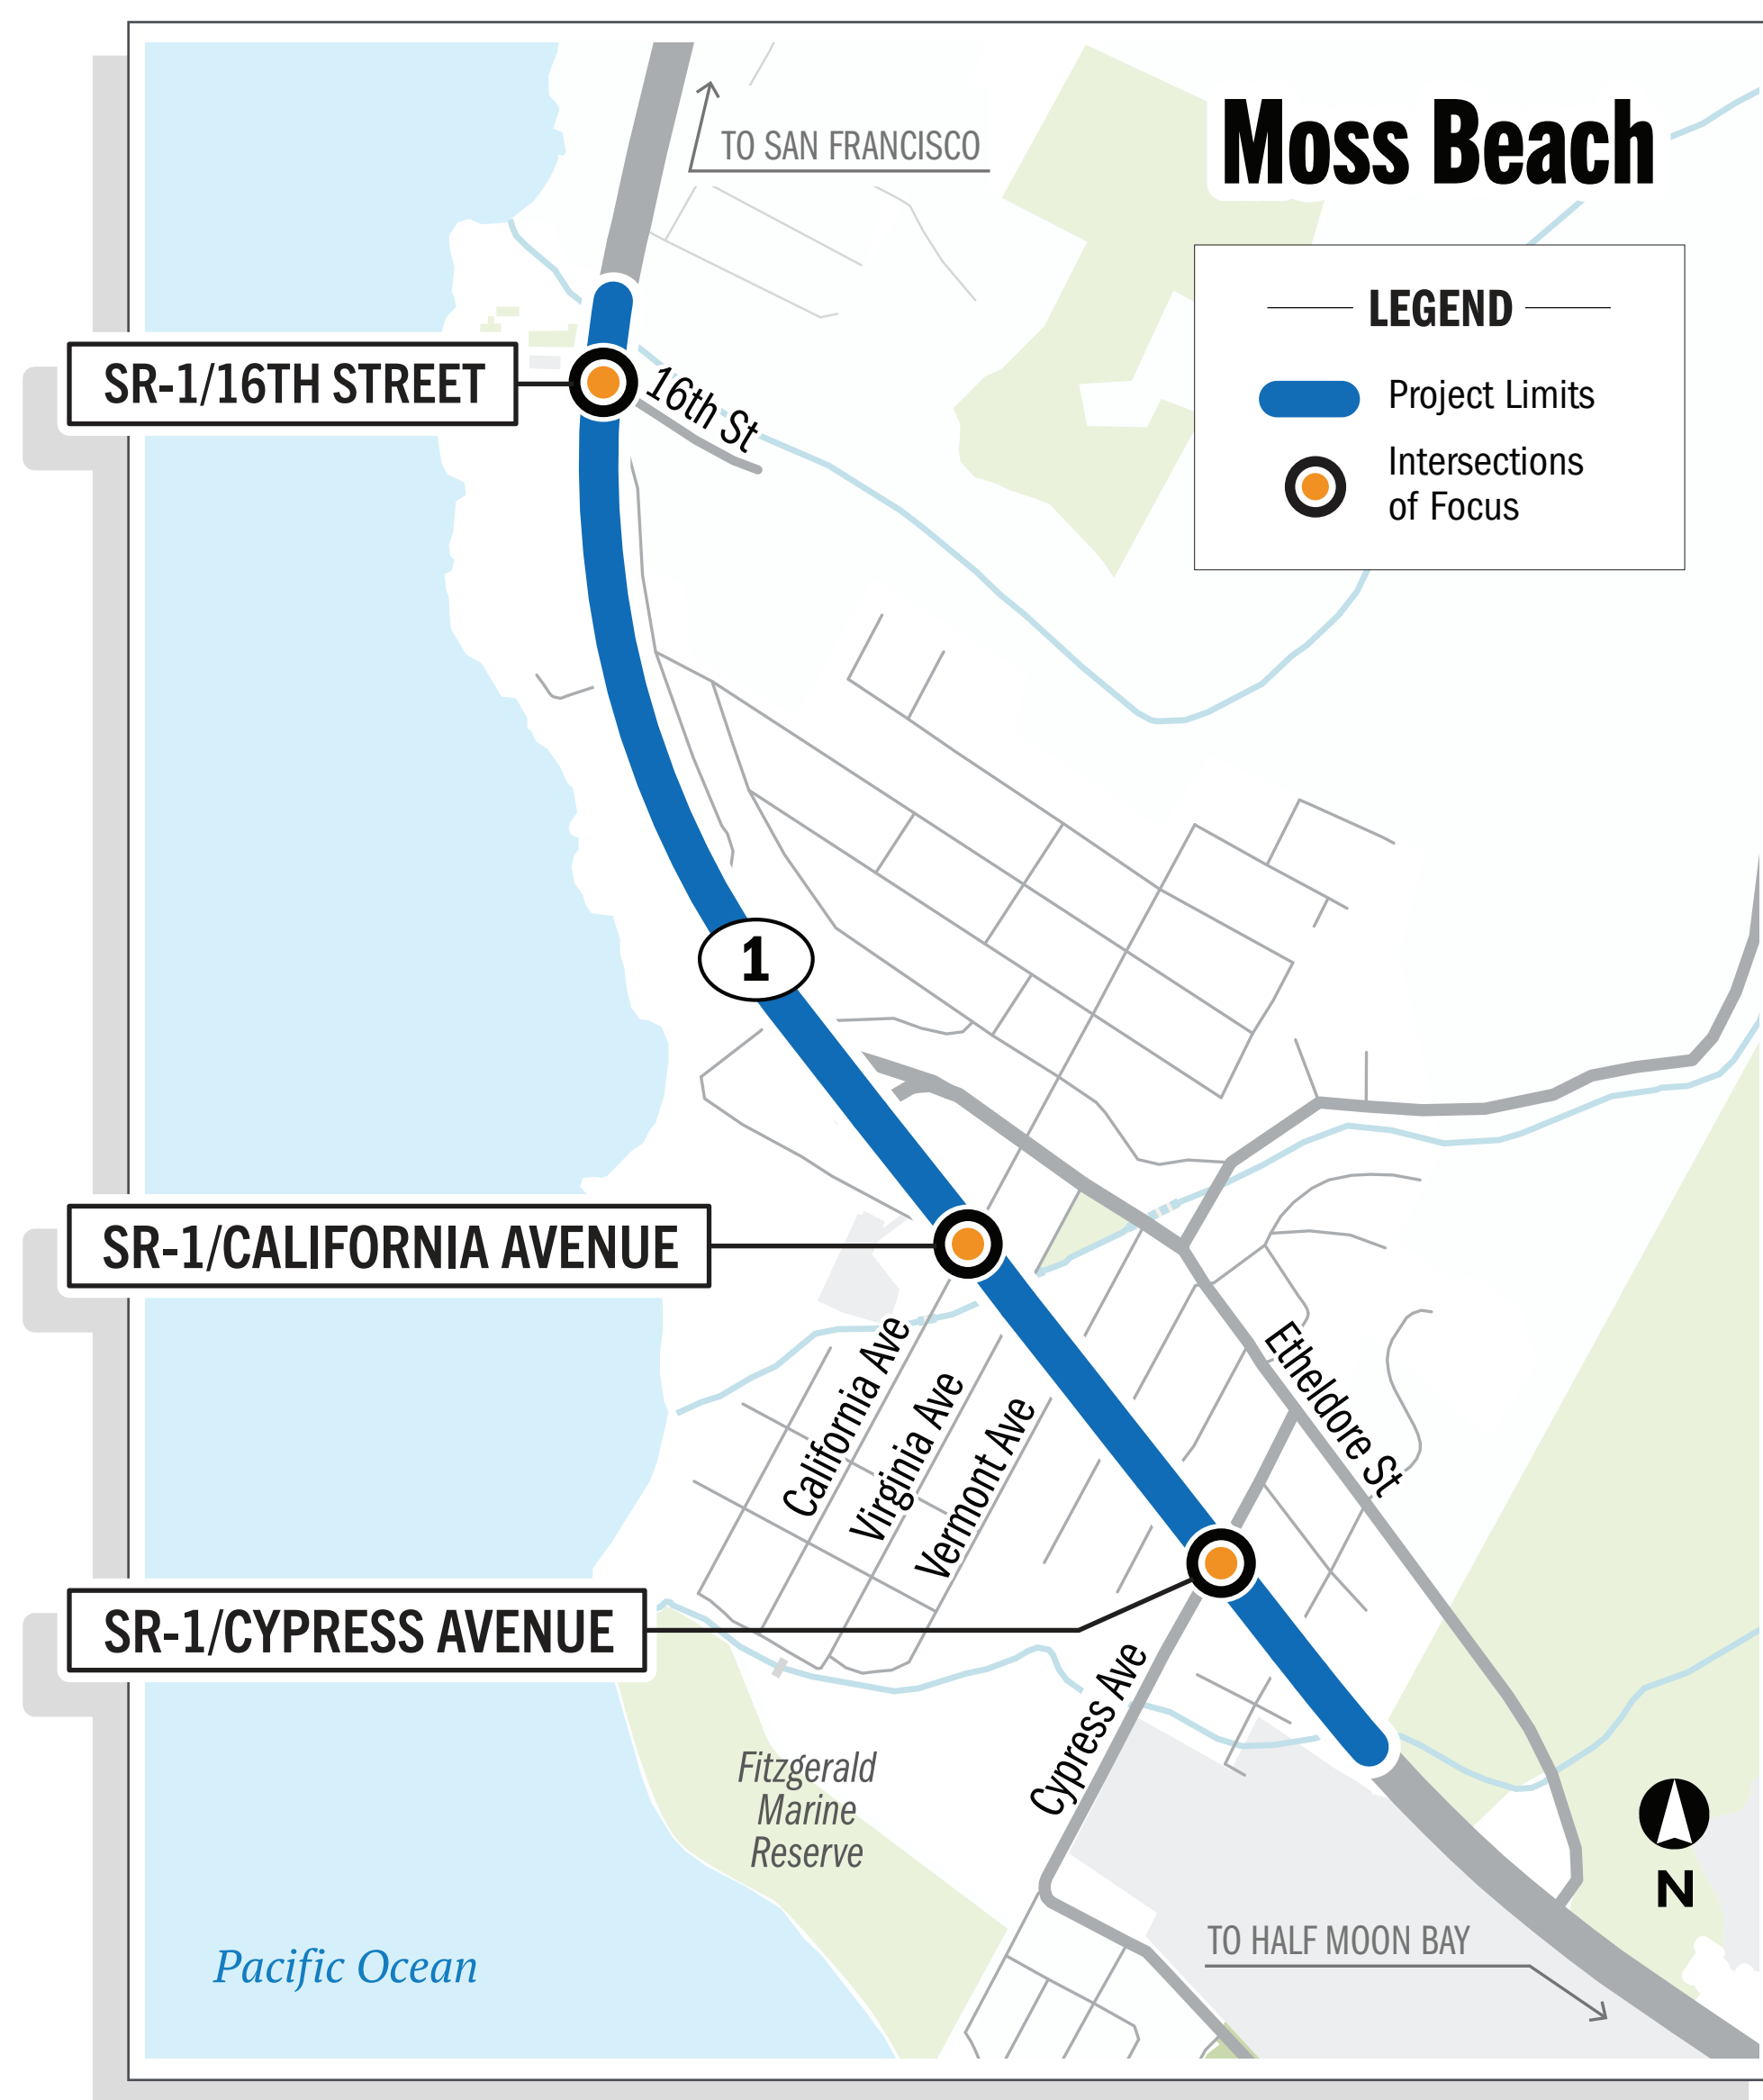 TO SAN FRANCISCO
Moss Beach
LEGEND
Project Limits
Intersections
of Focus
SR-1/16TH STREET
16th St
1
SR-1/CALIFORNIA AVENUE
California Ave
Virginia Ave
Vermont Ave
Etheldore St
SR-1/CYPRESS AVENUE
Cypress Ave
Fitzgerald
Marine
Reserve
N
TO HALF MOON BAY
Pacific Ocean